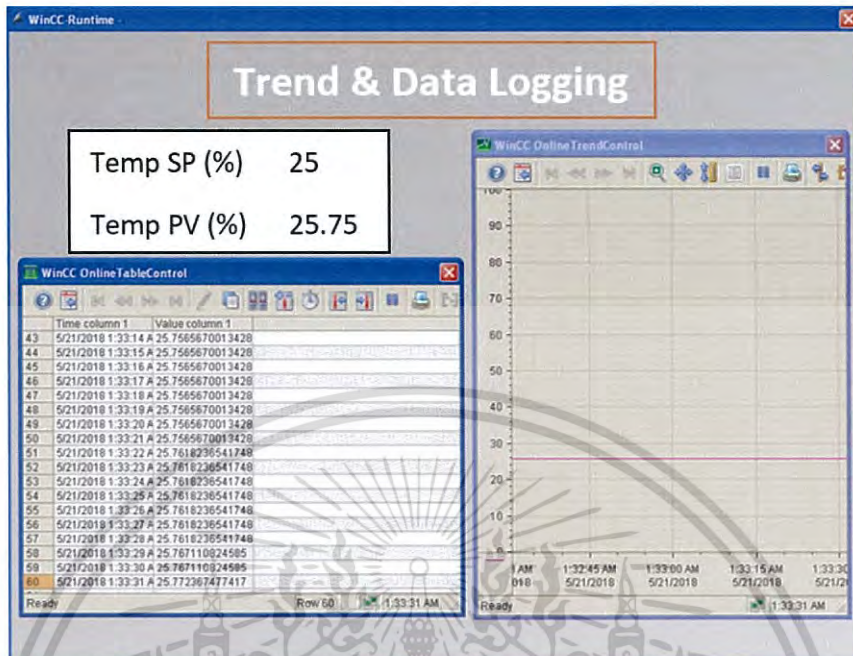 WinCC-Runtime -
Trend & Data Logging
Temp SP (%) 25
Temp PV (%) 25.75
WinCC OnlineTableControl
Time column 1 Value column 1
43 5/21/2018 1:33:14 A 25.7565670013428
44 5/21/2018 1:33:15 A 25.7565670013428
45 5/21/2018 1:33:16 A 25.7565670013428
46 5/21/2018 1:33:17 A 25.7565670013428
47 5/21/2018 1:33:18 A 25.7565670013428
48 5/21/2018 1:33:19 A 25.7565670013428
49 5/21/2018 1:33:20 A 25.7565670013428
50 5/21/2018 1:33:21 A 25.7565670013428
51 5/21/2018 1:33:22 A 25.7618236541748
52 5/21/2018 1:33:23 A 25.7618236541748
53 5/21/2018 1:33:24 A 25.7618236541748
54 5/21/2018 1:33:25 A 25.7618236541748
55 5/21/2018 1:33:26 A 25.7618236541748
56 5/21/2018 1:33:27 A 25.7618236541748
57 5/21/2018 1:33:28 A 25.7618236541748
58 5/21/2018 1:33:29 A 25.767110824585
59 5/21/2018 1:33:30 A 25.767110824585
60 5/21/2018 1:33:31 A 25.772367477417
Ready Row 60 1:33:31 AM
WinCC OnlineTrendControl
100
90
80
70
60
50
40
30
20
10
0
AM 1:32:45 AM 1:33:00 AM 1:33:15 AM 1:33:30
018 5/21/2018 5/21/2018 5/21/2018 5/21/2
Ready 1:33:31 AM